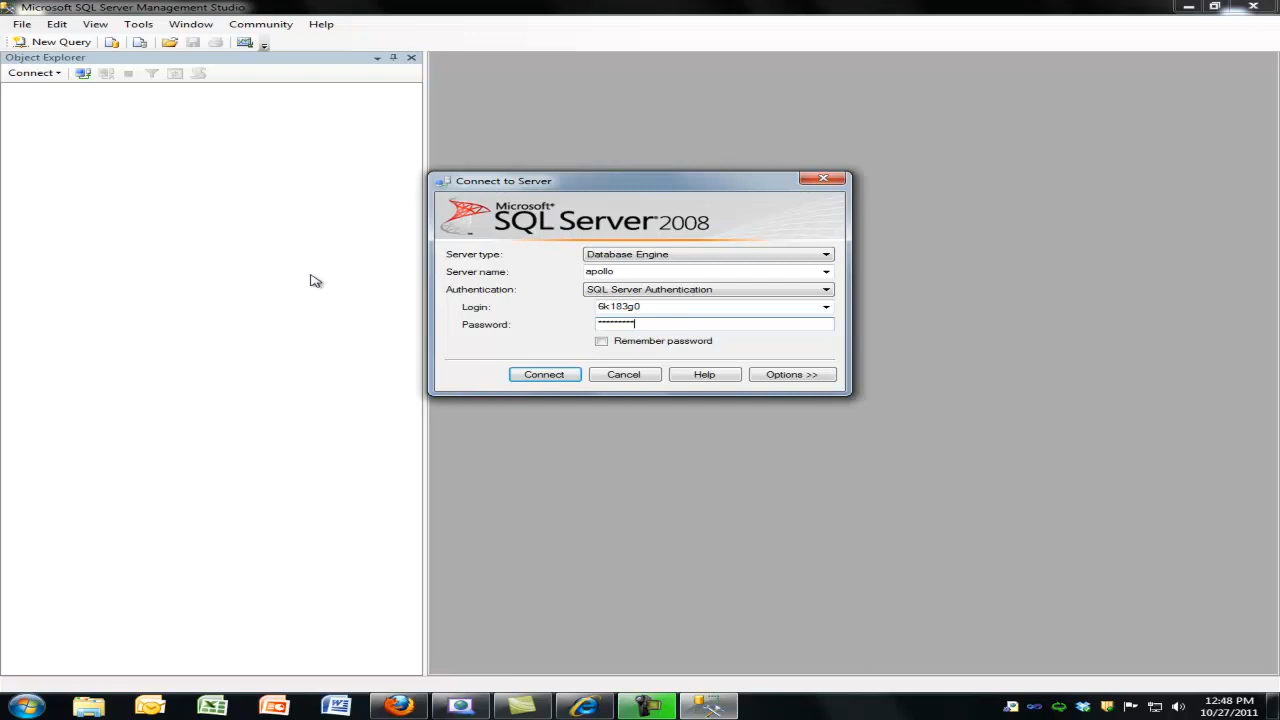 Microsoft SQL Server Management Studio
File Edit View Tools Window Community Help
New Query
Object Explorer
Connect
Connect to Server
Microsoft
SQL Server 2008
Server type: Database Engine
Server name: apollo
Authentication: SQL Server Authentication
Login: 6k183g0
Password: *********
Remember password
Connect Cancel Help Options >>
12:48 PM
10/27/2011